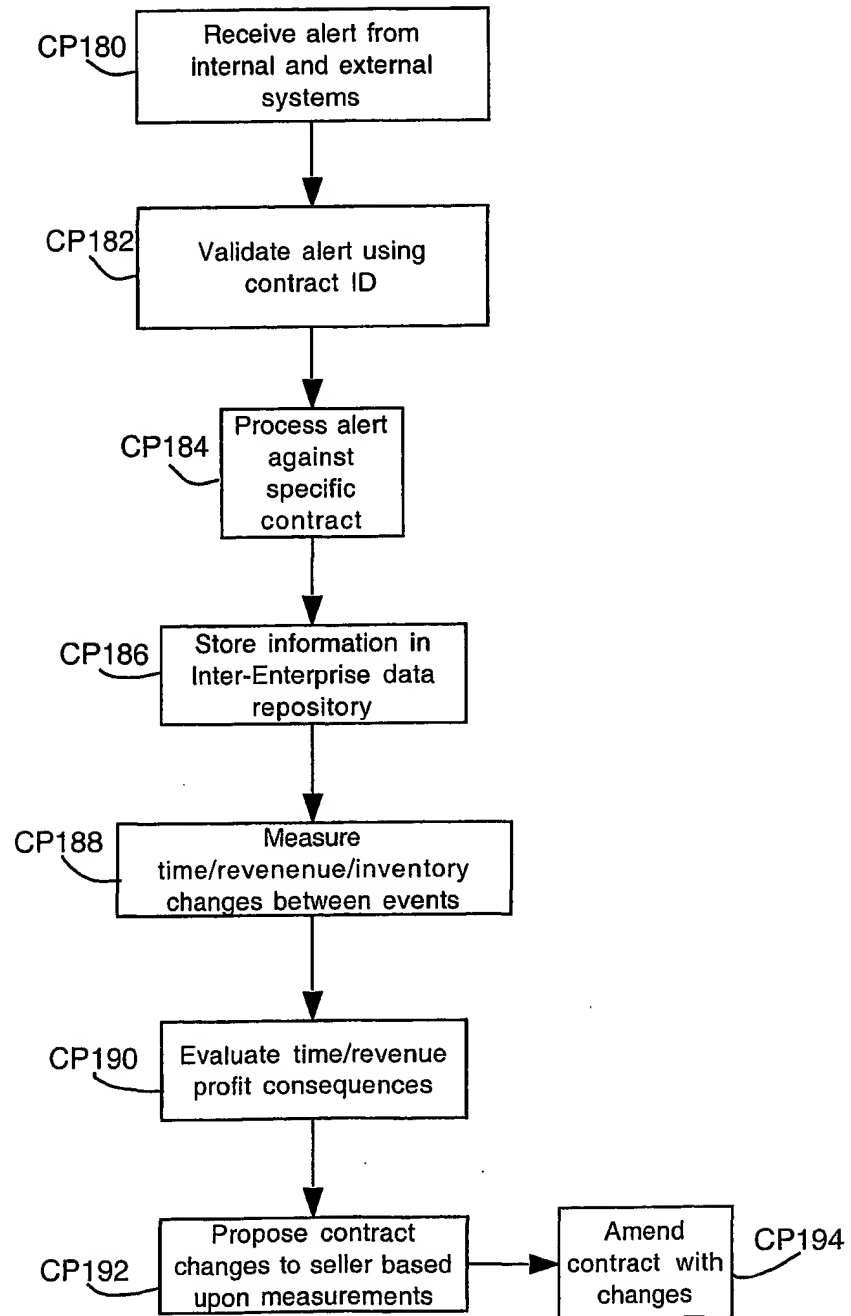 CP180
Receive alert from
internal and external
systems
CP182
Validate alert using
contract ID
CP184
Process alert
against
specific
contract
CP186
Store information in
Inter-Enterprise data
repository
CP188
Measure
time/revenenue/inventory
changes between events
CP190
Evaluate time/revenue
profit consequences
CP192
Propose contract
changes to seller based
upon measurements
Amend
contract with
changes
CP194